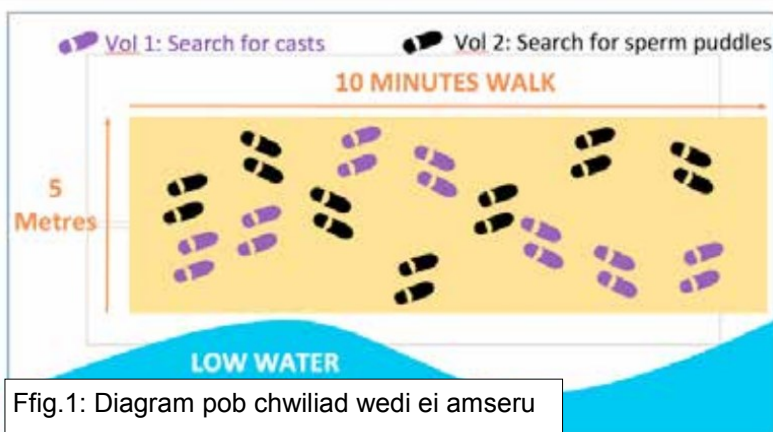 Vol 1: Search for casts
Vol 2: Search for sperm puddles
10 MINUTES WALK
5
Metres
LOW WATER
Ffig.1: Diagram pob chwiliad wedi ei amseru